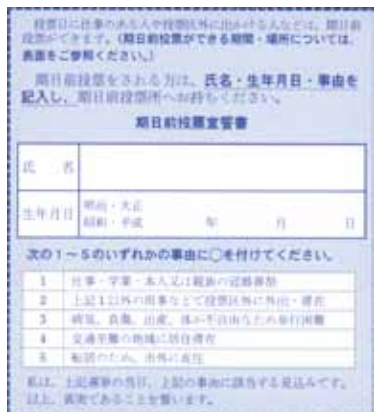 投票日に仕事のある人や投票区外に出かける人などは、期日前
投票ができます。(期日前投票ができる期間・場所については、
表面をご参照ください。)
期日前投票をされる方は、氏名・生年月日・事由を
記入し、期日前投票所へお持ちください。
期日前投票宣誓書
氏 名
生年月日 明治・大正
昭和・平成 年 月 日
次の1～5のいずれかの事由に○を付けてください。
1 仕事・学業・本人又は親族の冠婚葬祭
2 上記1以外の用事などで投票区外に外出・滞在
3 病気、負傷、出産、体が不自由なため歩行困難
4 交通至難の地域に居住滞在
5 転居のため、市外に居住
私は、上記選挙の当日、上記の事由に該当する見込みです。
以上、真実であることを誓います。